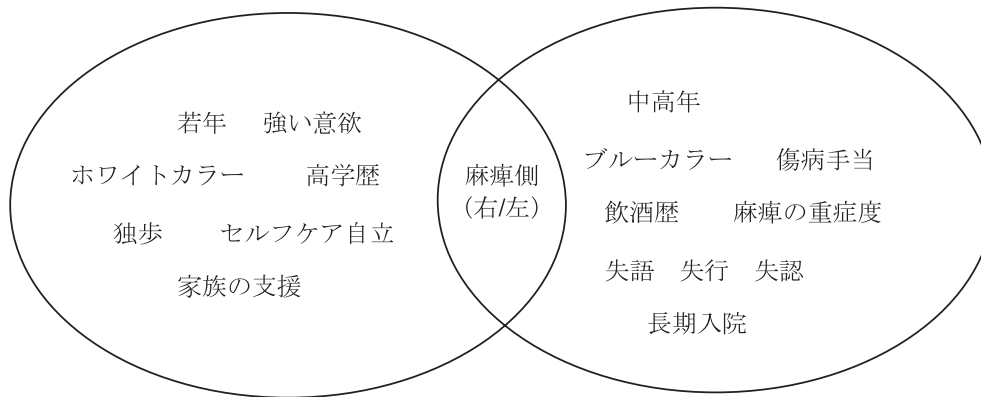 若年 強い意欲
ホワイトカラー 高学歴
独歩 セルフケア自立
家族の支援
麻痺側
(右/左)
中高年
ブルーカラー 傷病手当
飲酒歴 麻痺の重症度
失語 失行 失認
長期入院